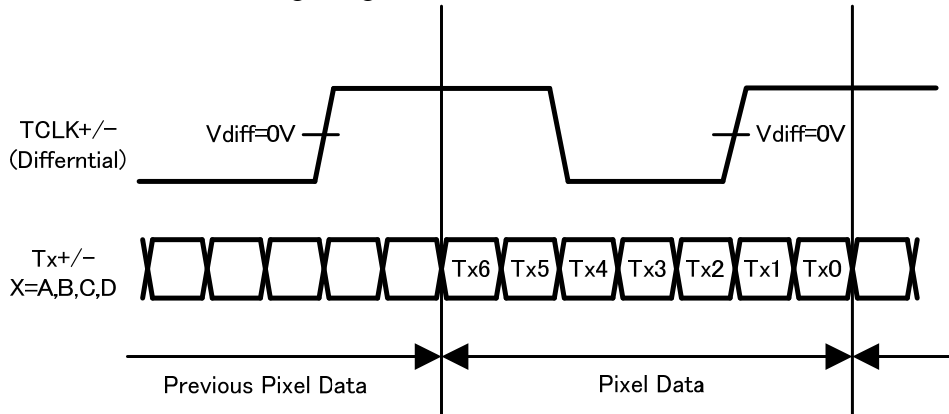 TCLK+/-
(Differntial)
Vdiff=0V
Vdiff=0V
Tx+/-
X=A,B,C,D
Tx6 Tx5 Tx4 Tx3 Tx2 Tx1 Tx0
Previous Pixel Data
Pixel Data